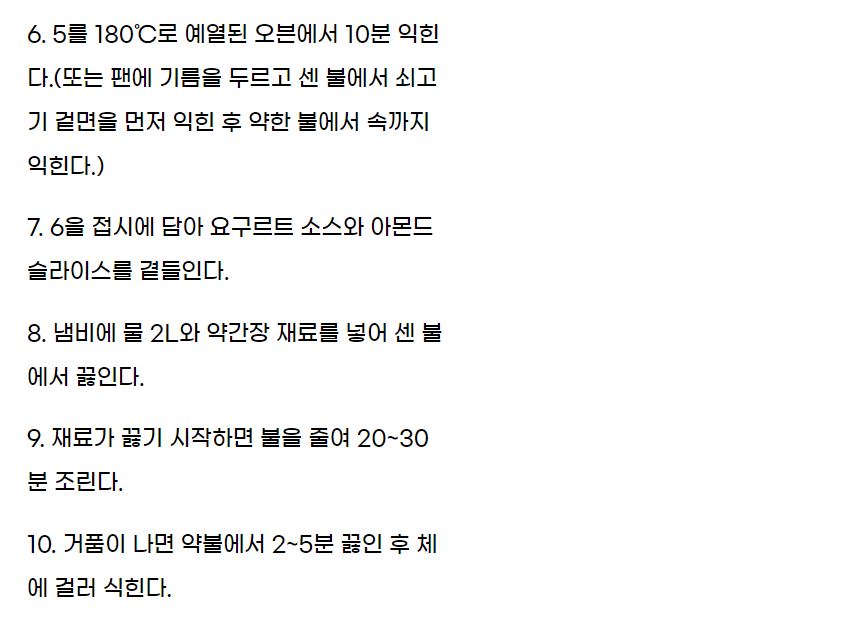 6. 5를 180℃로 예열된 오븐에서 10분 익힌
다.(또는 팬에 기름을 두르고 센 불에서 쇠고
기 겉면을 먼저 익힌 후 약한 불에서 속까지
익힌다.)
7. 6을 접시에 담아 요구르트 소스와 아몬드
슬라이스를 곁들인다.
8. 냄비에 물 2L와 약간장 재료를 넣어 센 불
에서 끓인다.
9. 재료가 끓기 시작하면 불을 줄여 20~30
분 조린다.
10. 거품이 나면 약불에서 2~5분 끓인 후 체
에 걸러 식힌다.